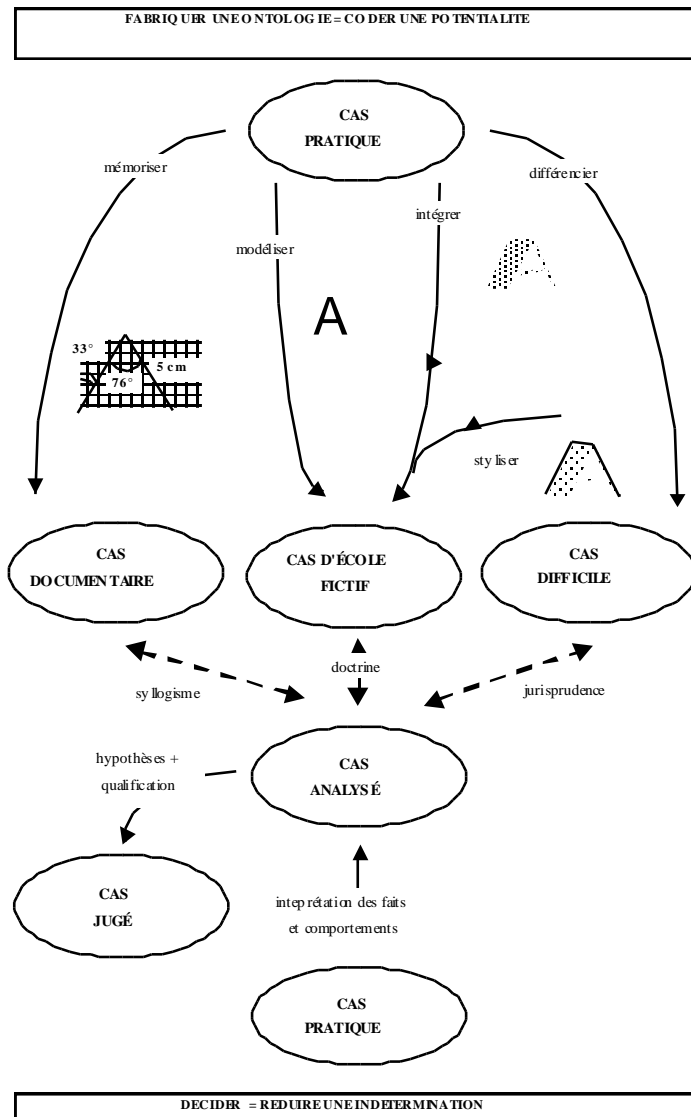 FABRIQUER UNE ONTOLOGIE = CODER UNE POTENTIALITE
CAS
PRATIQUE
mémoriser
différencier
intégrer
modéliser
A
33°
5 cm
76°
styliser
CAS
DOCUMENTAIRE
CAS D'ÉCOLE
FICTIF
CAS
DIFFICILE
doctrine
syllogisme
jurisprudence
hypothèses +
qualification
CAS
ANALYSÉ
CAS
JUGÉ
inteprétation des faits
et comportements
CAS
PRATIQUE
DECIDER = REDUIRE UNE INDETERMINATION